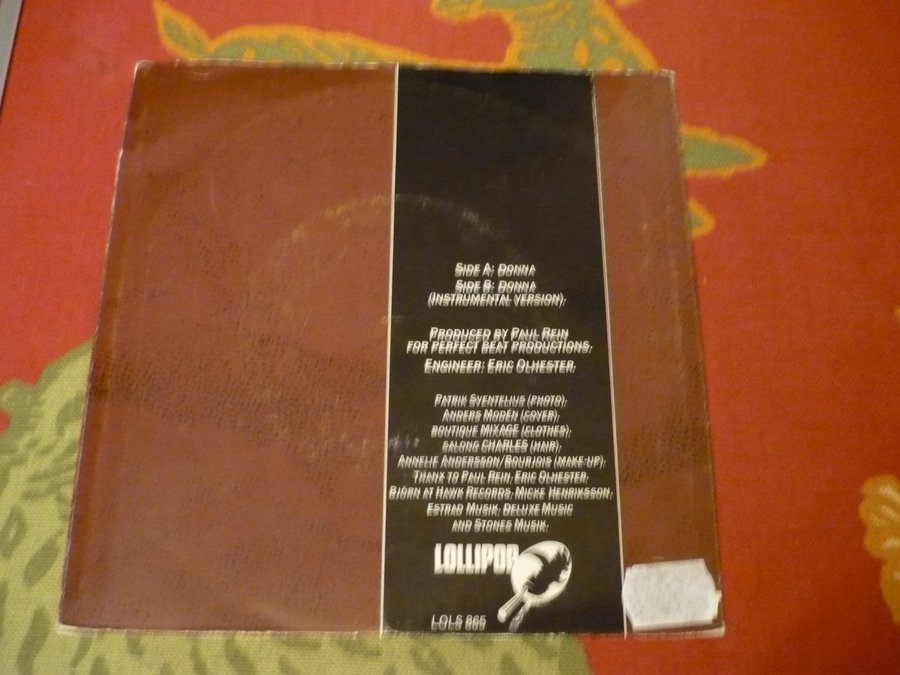 Side A: Donna
Side B: Donna
(Instrumental version).
Produced by Paul Rein
for perfect beat productions.
Engineer: Eric Olhester.
Patrik Sventelius (photo).
Anders Modén (cover).
boutique MIXAGE (clothes).
salong CHARLES (hair).
Annelie Andersson/Bourjois (make-up).
Thanx to Paul Rein, Eric Olhester,
Björn at Hawk Records, Micke Henriksson,
Estrad Musik, Deluxe Music
and Stones Musik.
LOLLIPOP
LOLS 865